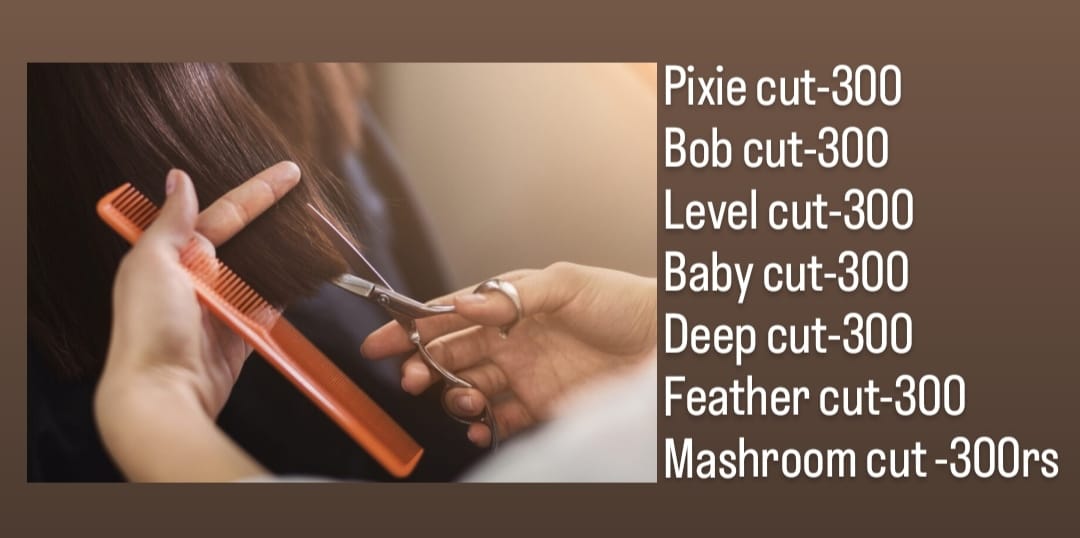 Pixie cut-300
Bob cut-300
Level cut-300
Baby cut-300
Deep cut-300
Feather cut-300
Mashroom cut -300rs